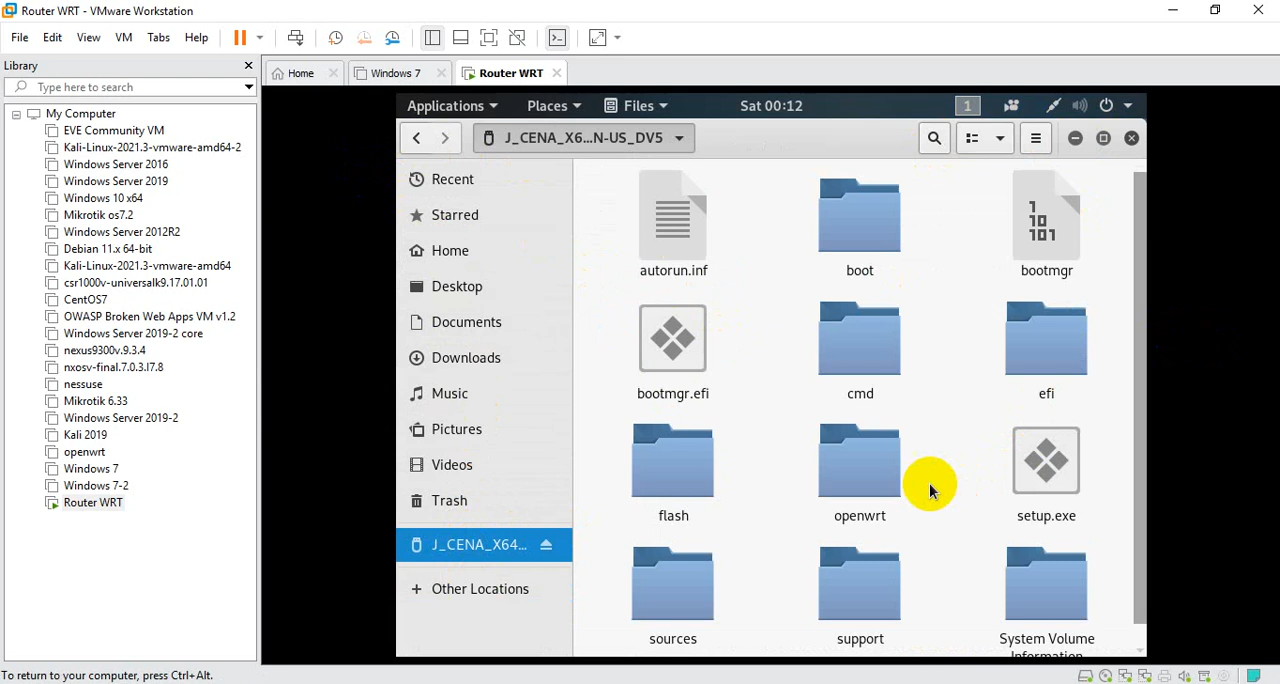 Router WRT - VMware Workstation
File Edit View VM Tabs Help
Library
Type here to search
My Computer
EVE Community VM
Kali-Linux-2021.3-vmware-amd64-2
Windows Server 2016
Windows Server 2019
Windows 10 x64
Mikrotik os7.2
Windows Server 2012R2
Debian 11.x 64-bit
Kali-Linux-2021.3-vmware-amd64
csr1000v-universalk9.17.01.01
CentOS7
OWASP Broken Web Apps VM v1.2
Windows Server 2019-2 core
nexus9300v.9.3.4
nxosv-final.7.0.3.I7.8
nessuse
Mikrotik 6.33
Windows Server 2019-2
Kali 2019
openwrt
Windows 7
Windows 7-2
Router WRT
Home Windows 7 Router WRT
Applications Places Files Sat 00:12 1
J_CENA_X6...N-US_DV5
Recent
Starred
Home
Desktop
Documents
Downloads
Music
Pictures
Videos
Trash
J_CENA_X64...
Other Locations
1
10
101
autorun.inf boot bootmgr
bootmgr.efi cmd efi
flash openwrt setup.exe
sources support System Volume
Information
To return to your computer, press Ctrl+Alt.